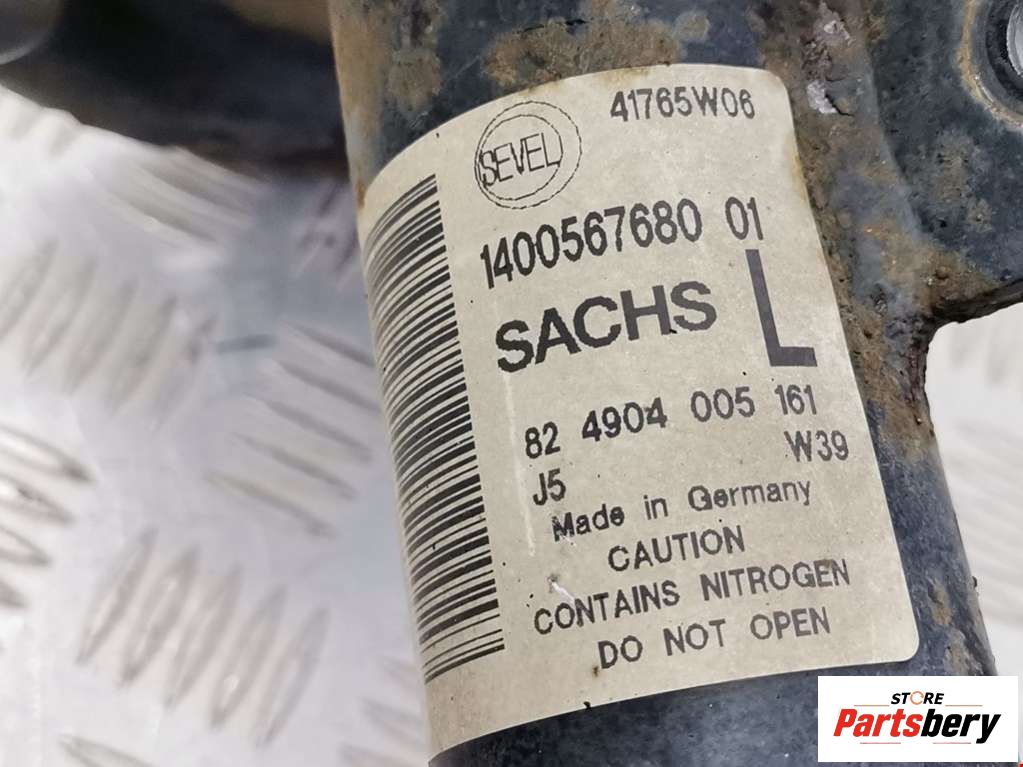 41765W06
SEVEL
1400567680 01
SACHS L
82 4904 005 161
J5 W39
Made in Germany
CAUTION
CONTAINS NITROGEN
DO NOT OPEN
STORE
Partsbery